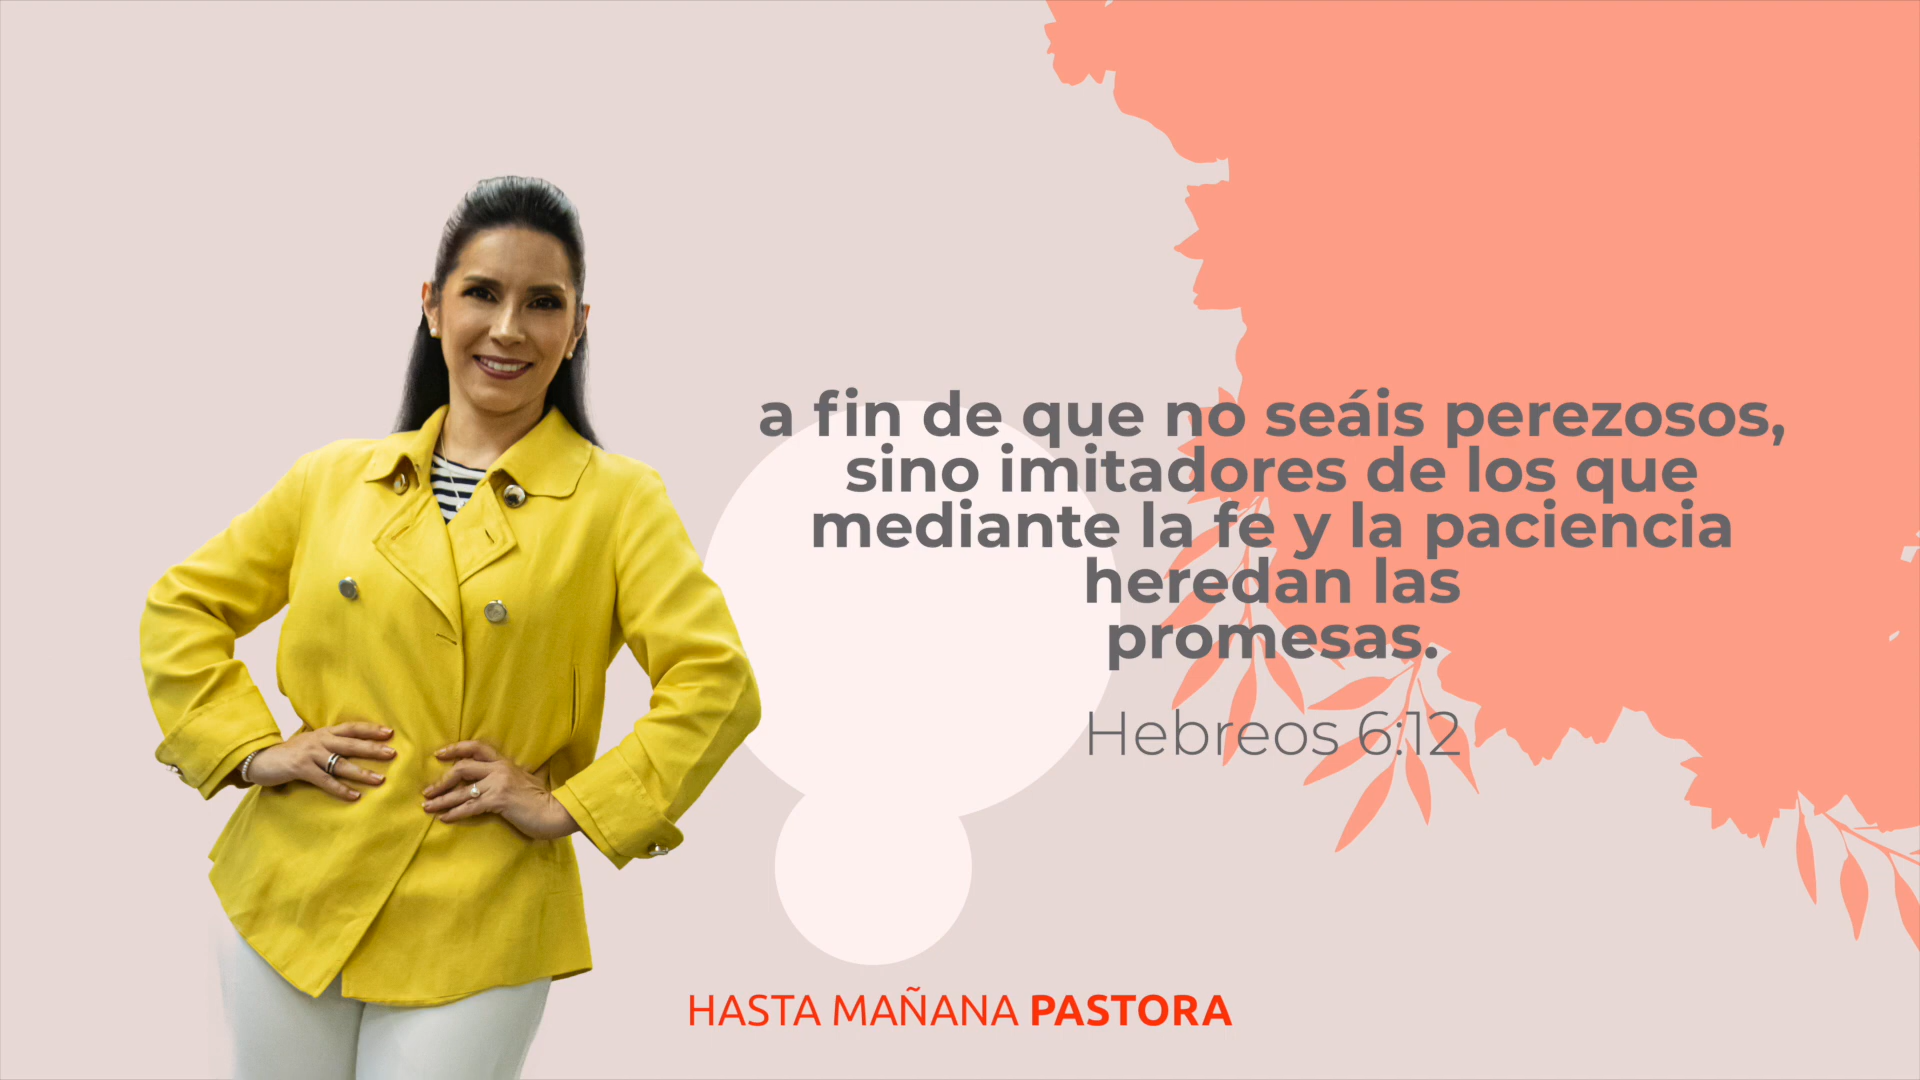 a fin de que no seáis perezosos,
sino imitadores de los que
mediante la fe y la paciencia
heredan las
promesas.
Hebreos 6:12
HASTA MAÑANA PASTORA